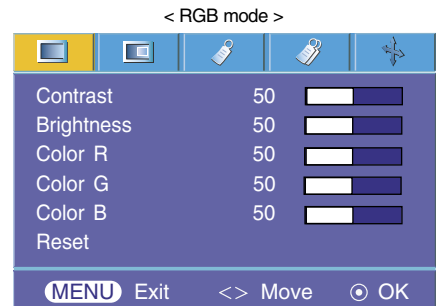 < RGB mode >
Contrast 50
Brightness 50
Color R 50
Color G 50
Color B 50
Reset
MENU Exit <> Move ⊙ OK